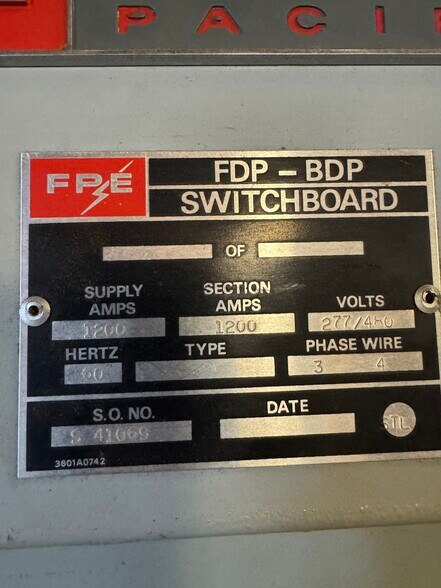 PACI
FPE
FDP - BDP
SWITCHBOARD
OF
SUPPLY AMPS
SECTION AMPS
VOLTS
1200
1200
277/480
HERTZ
TYPE
PHASE WIRE
60
3 4
S.O. NO.
DATE
S 41069
STL
3601A0742